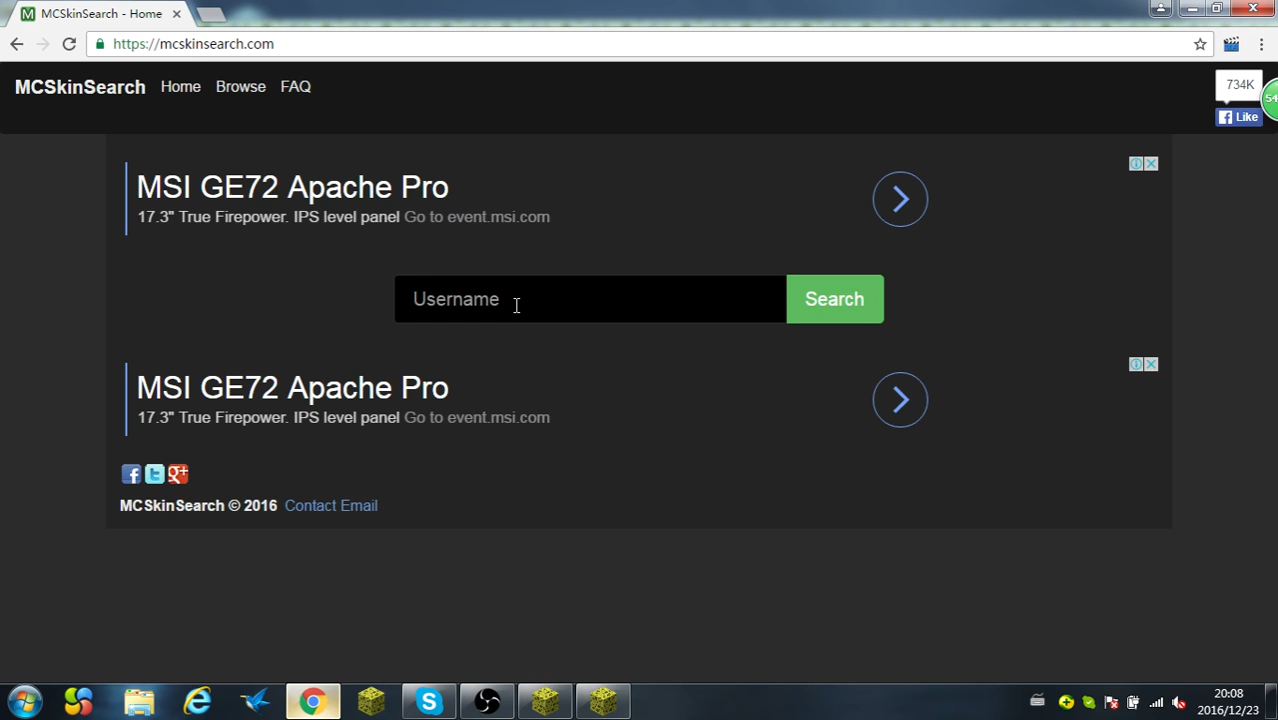 MCSkinSearch - Home
https://mcskinsearch.com
MCSkinSearch Home Browse FAQ
734K
Like
54
MSI GE72 Apache Pro
17.3" True Firepower. IPS level panel Go to event.msi.com
Username
Search
MSI GE72 Apache Pro
17.3" True Firepower. IPS level panel Go to event.msi.com
MCSkinSearch © 2016 Contact Email
20:08
2016/12/23